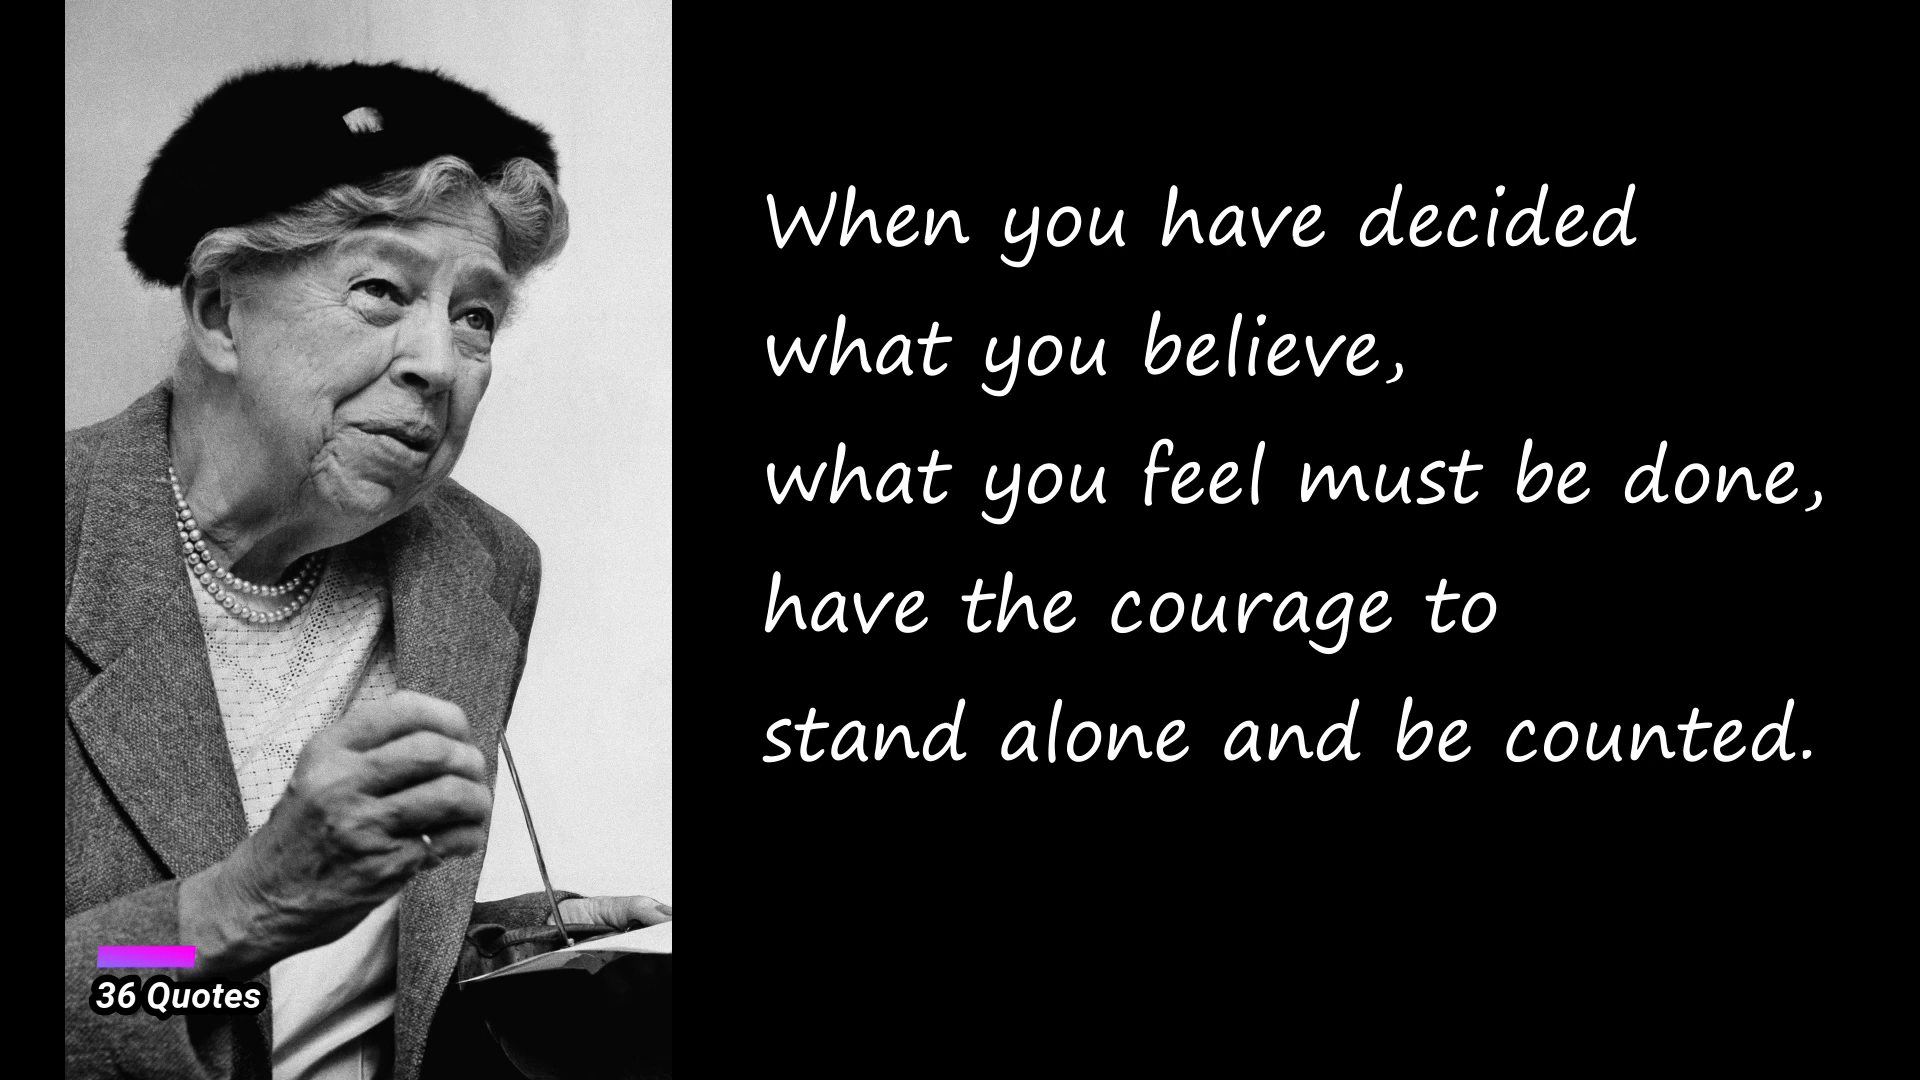 When you have decided
what you believe,
what you feel must be done,
have the courage to
stand alone and be counted.
36 Quotes